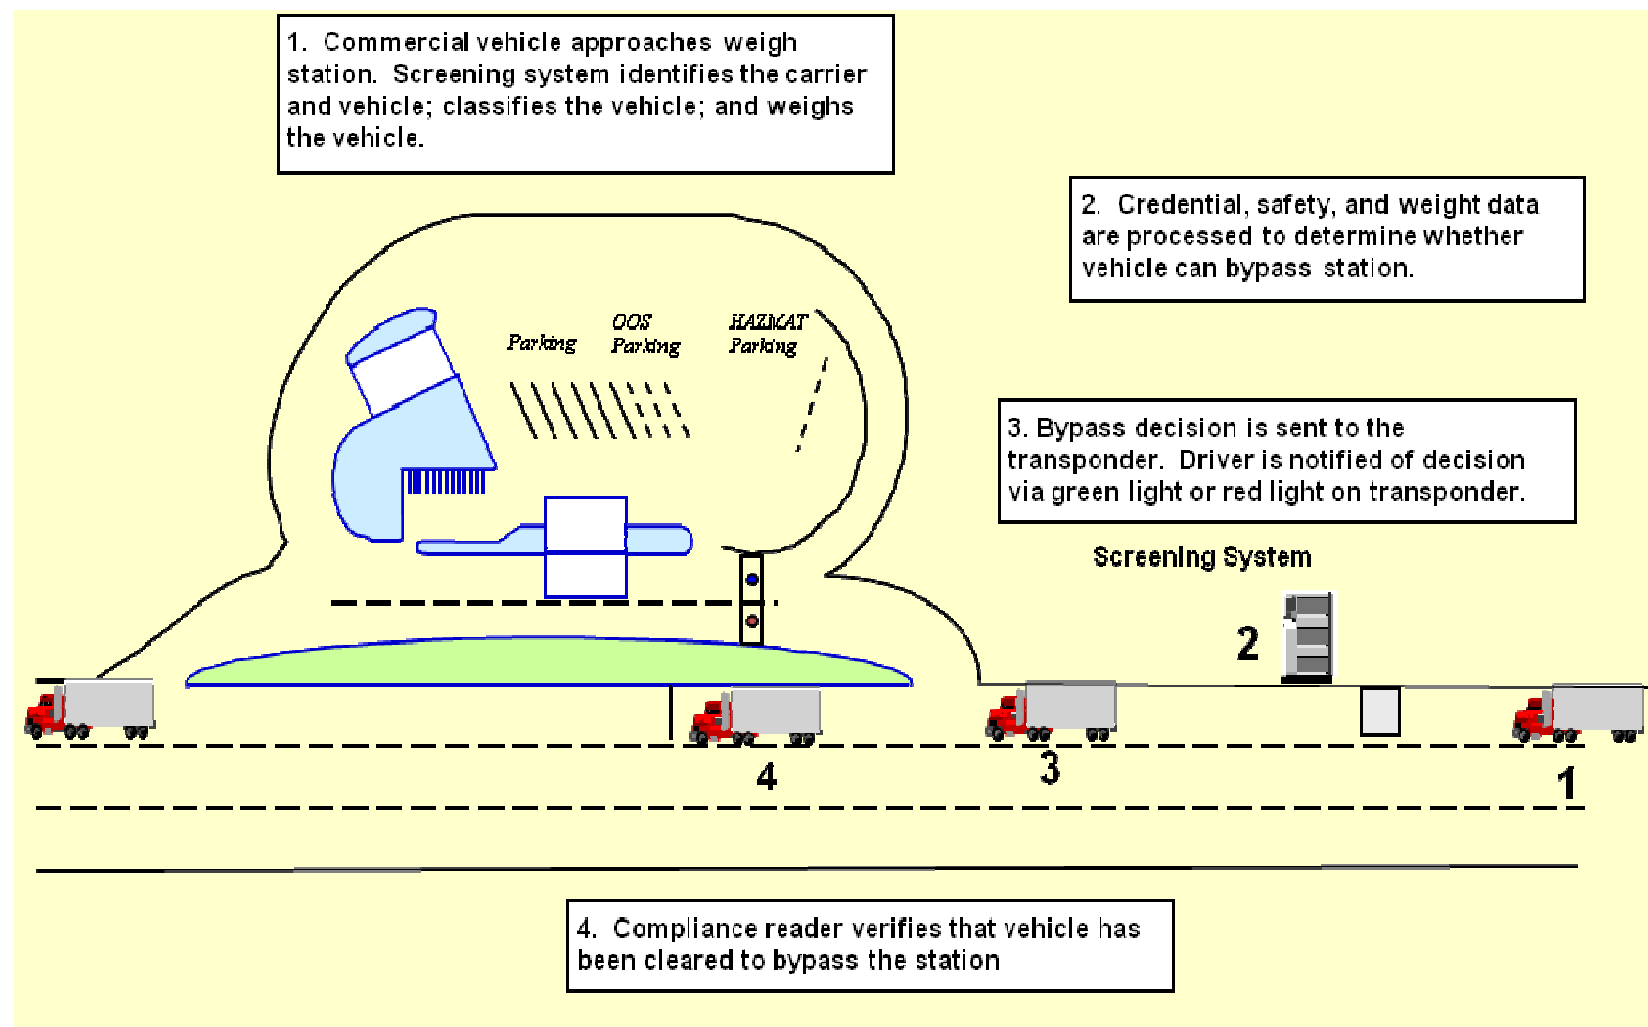 1. Commercial vehicle approaches weigh
station. Screening system identifies the carrier
and vehicle; classifies the vehicle; and weighs
the vehicle.
2. Credential, safety, and weight data
are processed to determine whether
vehicle can bypass station.
Parking
OOS
Parking
HAZMAT
Parking
3. Bypass decision is sent to the
transponder. Driver is notified of decision
via green light or red light on transponder.
Screening System
2
4
3
1
4. Compliance reader verifies that vehicle has
been cleared to bypass the station